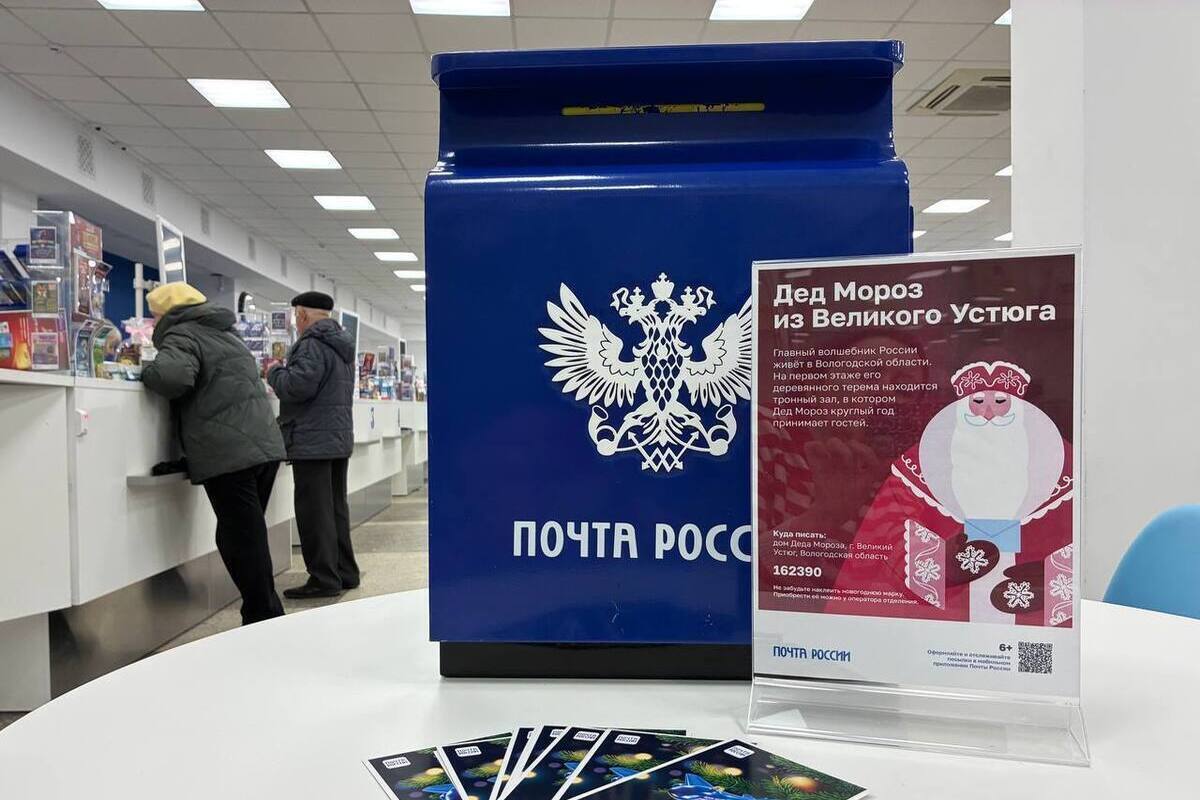 ПОЧТА РОСС
Дед Мороз
из Великого Устюга
Главный волшебник России
живёт в Вологодской области.
На первом этаже его
деревянного терема находится
тронный зал, в котором
Дед Мороз круглый год
принимает гостей.
Куда писать:
дом Деда Мороза, г. Великий
Устюг, Вологодская область
162390
Не забудьте наклеить новогоднюю марку.
Приобрести её можно у оператора отделения.
ПОЧТА РОССИИ
6+
Оформляйте и отслеживайте
посылки в мобильном
приложении Почты России